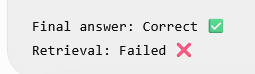 Final answer: Correct ✅
Retrieval: Failed ❌